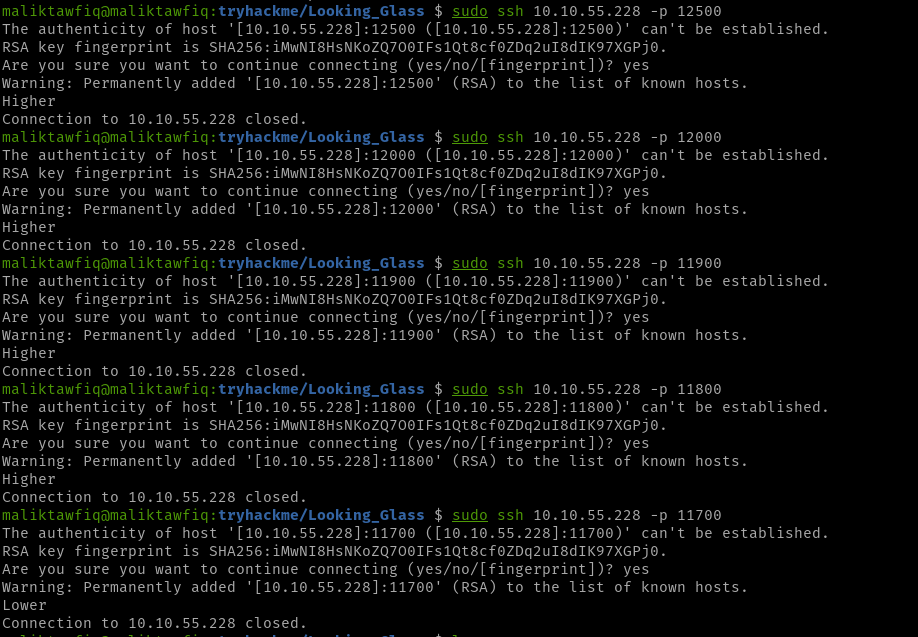 maliktawfiq@maliktawfiq:tryhackme/Looking_Glass $ sudo ssh 10.10.55.228 -p 12500
The authenticity of host '[10.10.55.228]:12500 ([10.10.55.228]:12500)' can't be established.
RSA key fingerprint is SHA256:iMwNI8HsNKoZQ7O0IFs1Qt8cf0ZDq2uI8dIK97XGPj0.
Are you sure you want to continue connecting (yes/no/[fingerprint])? yes
Warning: Permanently added '[10.10.55.228]:12500' (RSA) to the list of known hosts.
Higher
Connection to 10.10.55.228 closed.
maliktawfiq@maliktawfiq:tryhackme/Looking_Glass $ sudo ssh 10.10.55.228 -p 12000
The authenticity of host '[10.10.55.228]:12000 ([10.10.55.228]:12000)' can't be established.
RSA key fingerprint is SHA256:iMwNI8HsNKoZQ7O0IFs1Qt8cf0ZDq2uI8dIK97XGPj0.
Are you sure you want to continue connecting (yes/no/[fingerprint])? yes
Warning: Permanently added '[10.10.55.228]:12000' (RSA) to the list of known hosts.
Higher
Connection to 10.10.55.228 closed.
maliktawfiq@maliktawfiq:tryhackme/Looking_Glass $ sudo ssh 10.10.55.228 -p 11900
The authenticity of host '[10.10.55.228]:11900 ([10.10.55.228]:11900)' can't be established.
RSA key fingerprint is SHA256:iMwNI8HsNKoZQ7O0IFs1Qt8cf0ZDq2uI8dIK97XGPj0.
Are you sure you want to continue connecting (yes/no/[fingerprint])? yes
Warning: Permanently added '[10.10.55.228]:11900' (RSA) to the list of known hosts.
Higher
Connection to 10.10.55.228 closed.
maliktawfiq@maliktawfiq:tryhackme/Looking_Glass $ sudo ssh 10.10.55.228 -p 11800
The authenticity of host '[10.10.55.228]:11800 ([10.10.55.228]:11800)' can't be established.
RSA key fingerprint is SHA256:iMwNI8HsNKoZQ7O0IFs1Qt8cf0ZDq2uI8dIK97XGPj0.
Are you sure you want to continue connecting (yes/no/[fingerprint])? yes
Warning: Permanently added '[10.10.55.228]:11800' (RSA) to the list of known hosts.
Higher
Connection to 10.10.55.228 closed.
maliktawfiq@maliktawfiq:tryhackme/Looking_Glass $ sudo ssh 10.10.55.228 -p 11700
The authenticity of host '[10.10.55.228]:11700 ([10.10.55.228]:11700)' can't be established.
RSA key fingerprint is SHA256:iMwNI8HsNKoZQ7O0IFs1Qt8cf0ZDq2uI8dIK97XGPj0.
Are you sure you want to continue connecting (yes/no/[fingerprint])? yes
Warning: Permanently added '[10.10.55.228]:11700' (RSA) to the list of known hosts.
Lower
Connection to 10.10.55.228 closed.